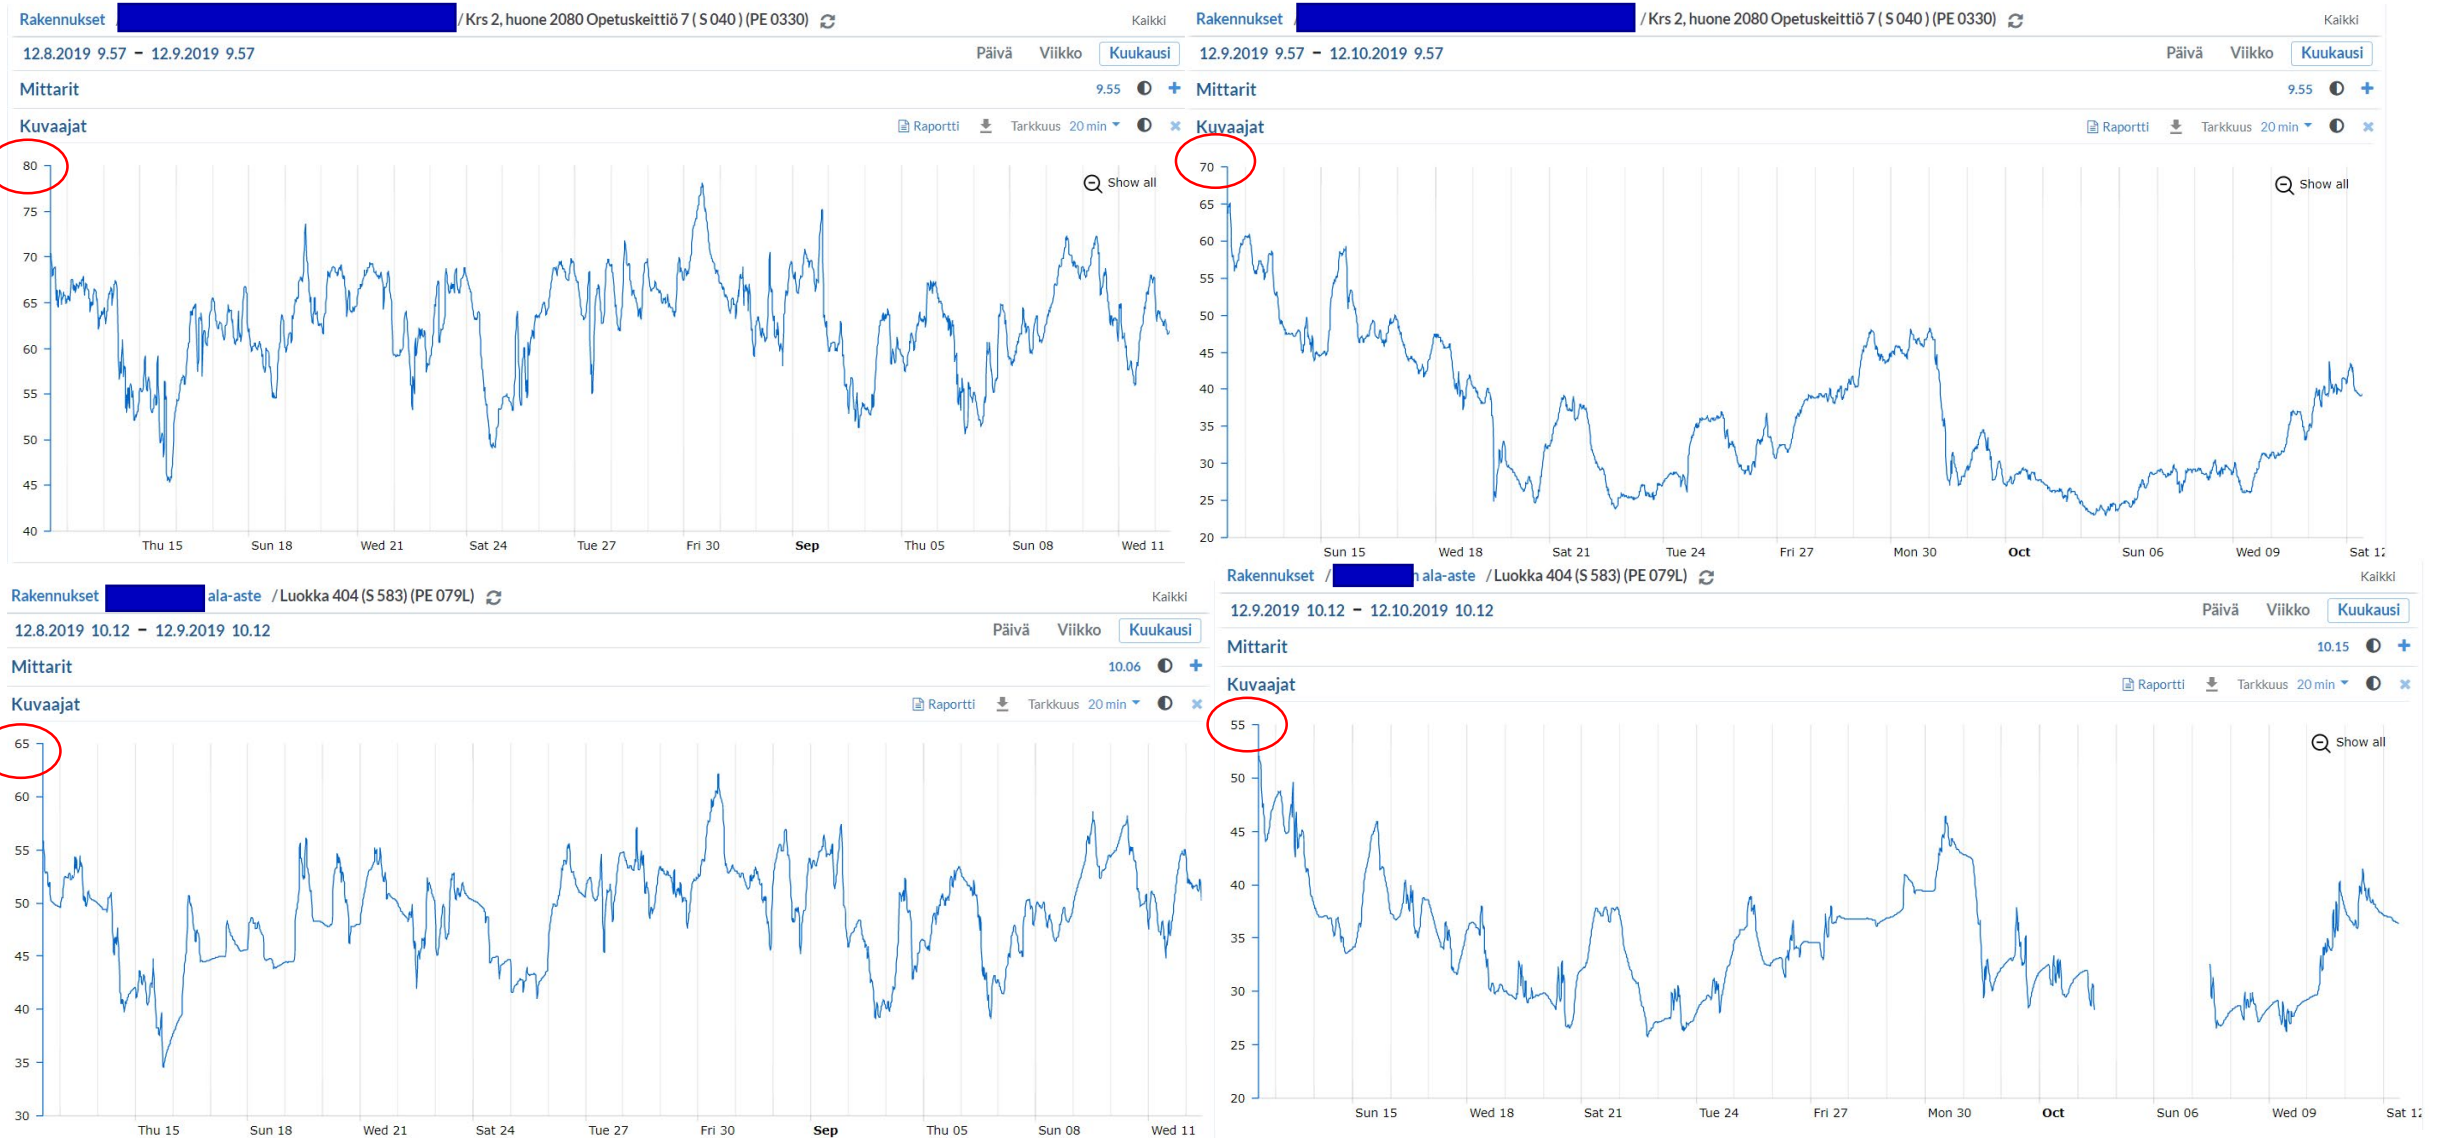 Rakennukset / Krs 2, huone 2080 Opetuskeittiö 7 ( S 040 ) (PE 0330) Kaikki
12.8.2019 9.57 – 12.9.2019 9.57 Päivä Viikko Kuukausi
Mittarit 9.55
Kuvaajat Raportti Tarkkuus 20 min
Show all
80
75
70
65
60
55
50
45
40
Thu 15 Sun 18 Wed 21 Sat 24 Tue 27 Fri 30 Sep Thu 05 Sun 08 Wed 11
Rakennukset / / Krs 2, huone 2080 Opetuskeittiö 7 ( S 040 ) (PE 0330) Kaikki
12.9.2019 9.57 – 12.10.2019 9.57 Päivä Viikko Kuukausi
Mittarit 9.55
Kuvaajat Raportti Tarkkuus 20 min
Show all
70
65
60
55
50
45
40
35
30
25
20
Sun 15 Wed 18 Sat 21 Tue 24 Fri 27 Mon 30 Oct Sun 06 Wed 09 Sat 12
Rakennukset ala-aste / Luokka 404 (S 583) (PE 079L) Kaikki
12.8.2019 10.12 – 12.9.2019 10.12 Päivä Viikko Kuukausi
Mittarit 10.06
Kuvaajat Raportti Tarkkuus 20 min
65
60
55
50
45
40
35
30
Thu 15 Sun 18 Wed 21 Sat 24 Tue 27 Fri 30 Sep Thu 05 Sun 08 Wed 11
Rakennukset / ala-aste / Luokka 404 (S 583) (PE 079L) Kaikki
12.9.2019 10.12 – 12.10.2019 10.12 Päivä Viikko Kuukausi
Mittarit 10.15
Kuvaajat Raportti Tarkkuus 20 min
Show all
55
50
45
40
35
30
25
20
Sun 15 Wed 18 Sat 21 Tue 24 Fri 27 Mon 30 Oct Sun 06 Wed 09 Sat 12